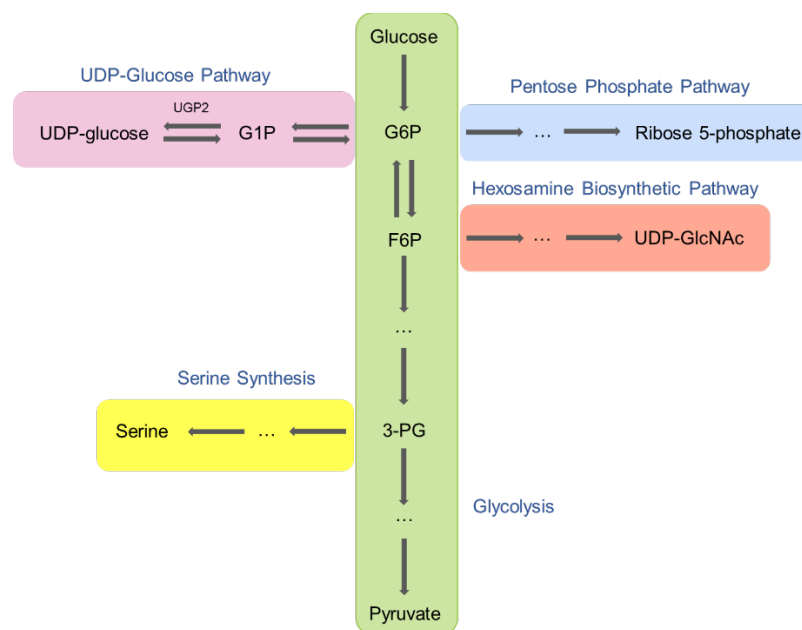 Glucose
UDP-Glucose Pathway
Pentose Phosphate Pathway
UGP2
UDP-glucose
G1P
G6P
...
Ribose 5-phosphate
Hexosamine Biosynthetic Pathway
F6P
...
UDP-GlcNAc
...
Serine Synthesis
Serine
...
3-PG
Glycolysis
...
Pyruvate